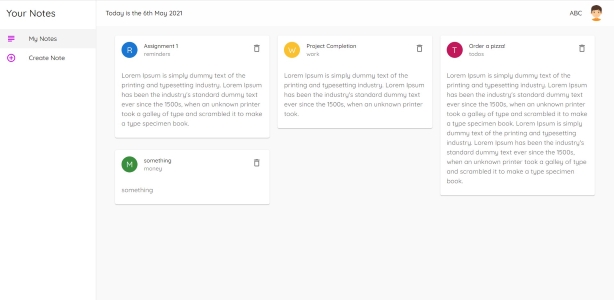 Your Notes
My Notes
Create Note
Today is the 6th May 2021
ABC
R
Assignment 1
reminders
Lorem Ipsum is simply dummy text of the
printing and typesetting industry. Lorem Ipsum
has been the industry's standard dummy text
ever since the 1500s, when an unknown printer
took a galley of type and scrambled it to make
a type specimen book.
M
something
money
something
W
Project Completion
work
Lorem Ipsum is simply dummy text of the
printing and typesetting industry. Lorem Ipsum
has been the industry's standard dummy text
ever since the 1500s, when an unknown printer
took.
T
Order a pizza!
todos
Lorem Ipsum is simply dummy text of the
printing and typesetting industry. Lorem Ipsum
has been the industry's standard dummy text
ever since the 1500s, when an unknown printer
took a galley of type and scrambled it to make
a type specimen book. Lorem Ipsum is simply
dummy text of the printing and typesetting
industry. Lorem Ipsum has been the industry's
standard dummy text ever since the 1500s,
when an unknown printer took a galley of type
and scrambled it to make a type specimen
book.